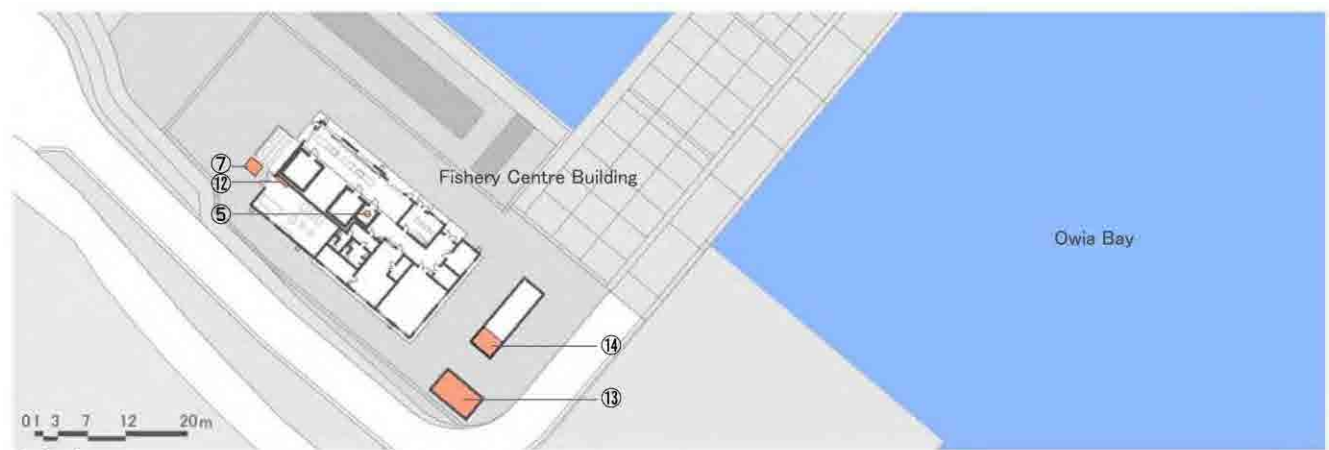 ⑦
⑫
Fishery Centre Building
⑤
Owia Bay
⑭
⑬
0 1 3 7 12 20m